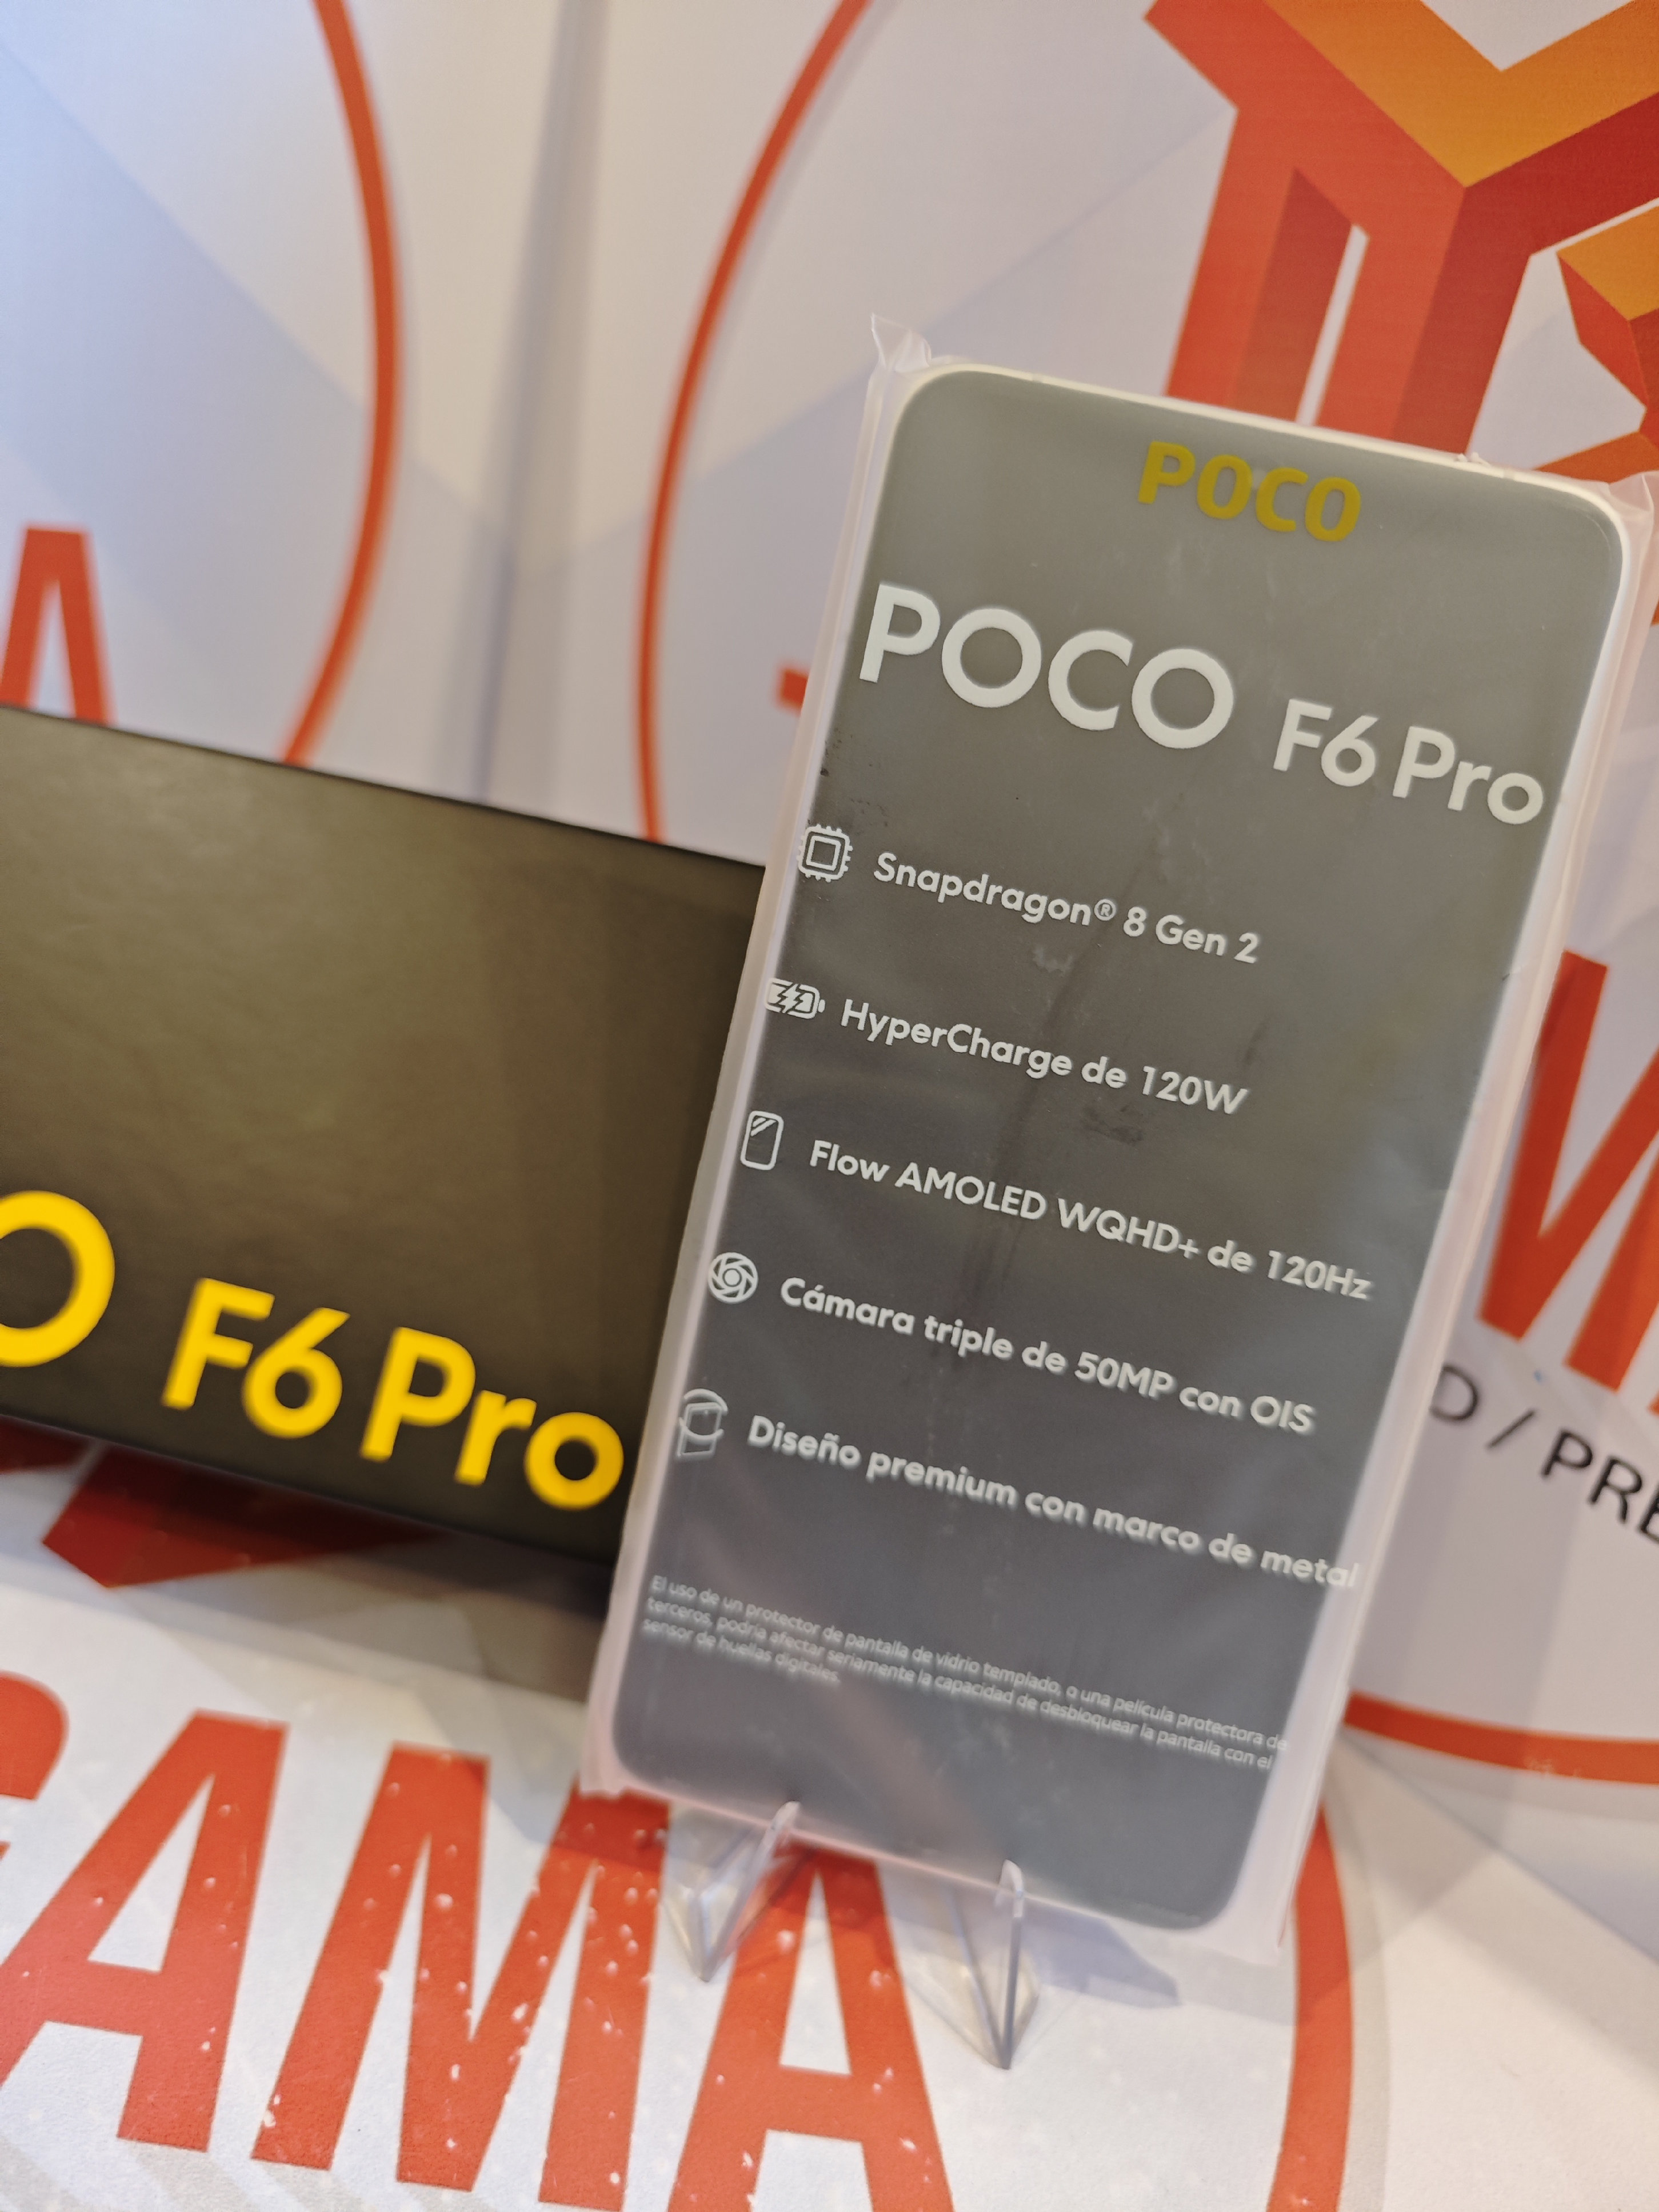 POCO
POCO F6 Pro
Snapdragon® 8 Gen 2
HyperCharge de 120W
Flow AMOLED WQHD+ de 120Hz
Cámara triple de 50MP con OIS
Diseño premium con marco de metal
El uso de un protector de pantalla de vidrio templado, o una película protectora de
terceros, podría afectar seriamente la capacidad de desbloquear la pantalla con el
sensor de huellas digitales.
O F6 Pro
A
D / PRE
GAMA